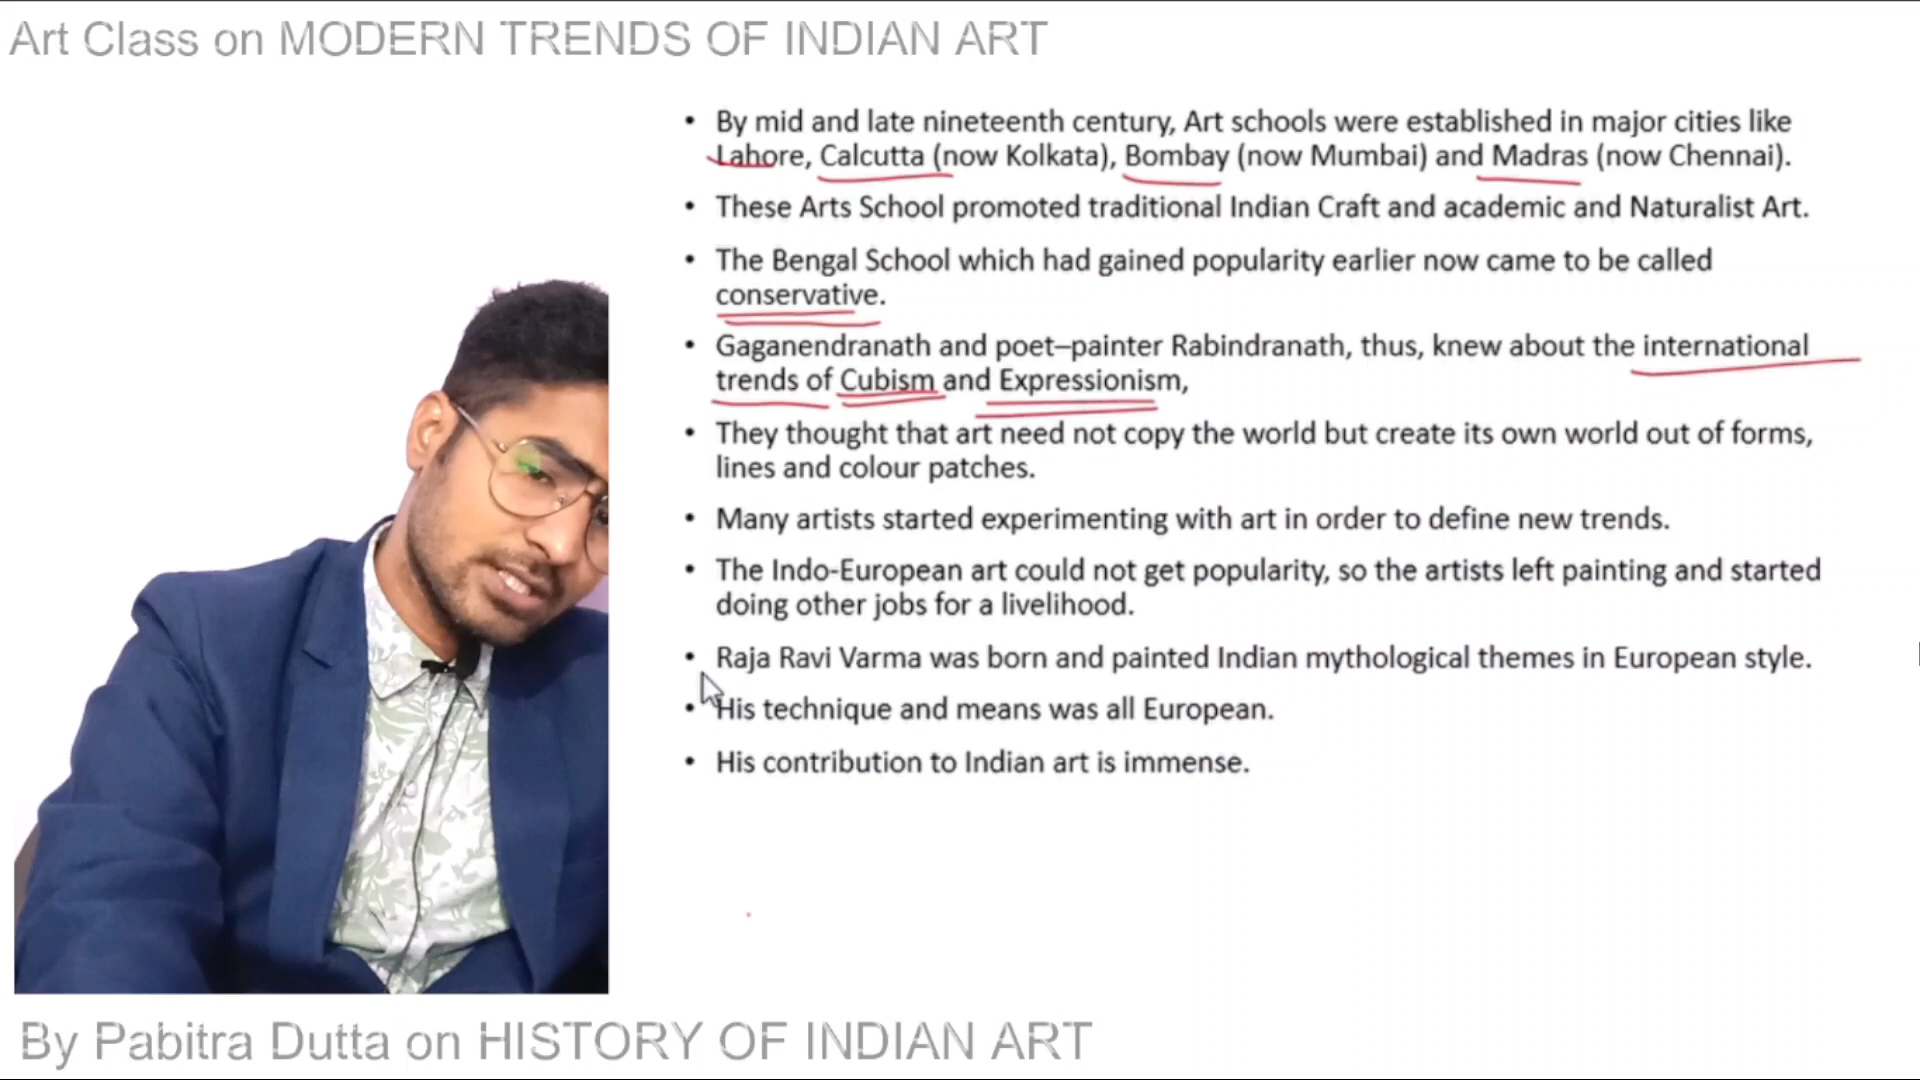 Art Class on MODERN TRENDS OF INDIAN ART
• By mid and late nineteenth century, Art schools were established in major cities like
Lahore, Calcutta (now Kolkata), Bombay (now Mumbai) and Madras (now Chennai).
• These Arts School promoted traditional Indian Craft and academic and Naturalist Art.
• The Bengal School which had gained popularity earlier now came to be called
conservative.
• Gaganendranath and poet–painter Rabindranath, thus, knew about the international
trends of Cubism and Expressionism,
• They thought that art need not copy the world but create its own world out of forms,
lines and colour patches.
• Many artists started experimenting with art in order to define new trends.
• The Indo-European art could not get popularity, so the artists left painting and started
doing other jobs for a livelihood.
• Raja Ravi Varma was born and painted Indian mythological themes in European style.
• His technique and means was all European.
• His contribution to Indian art is immense.
By Pabitra Dutta on HISTORY OF INDIAN ART